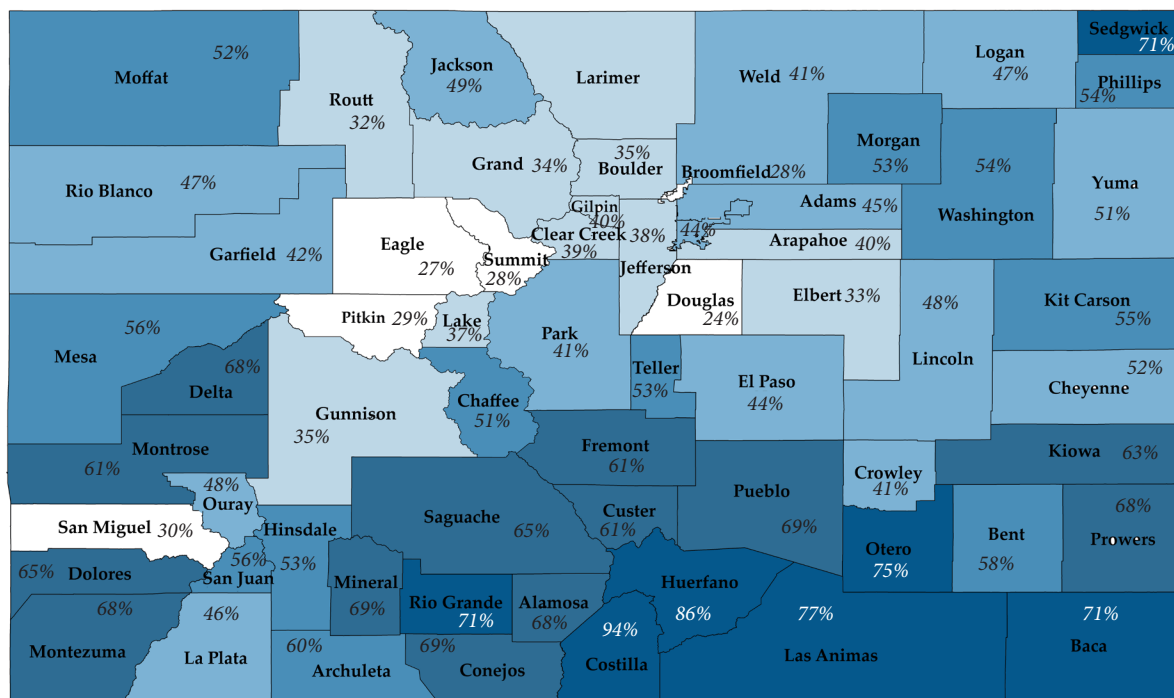 Sedgwick
71%
52%
Moffat
Jackson
49%
Larimer
Weld
41%
Logan
47%
Phillips
54%
Routt
32%
Morgan
53%
54%
Washington
Yuma
51%
Rio Blanco
47%
Grand
34%
35%
Boulder
Broomfield
28%
Gilpin
40%
Clear Creek
39%
38%
Jefferson
44%
Adams
45%
Arapahoe
40%
Garfield
42%
Eagle
27%
Summit
28%
Pitkin
29%
Lake
37%
Park
41%
Douglas
24%
Elbert
33%
48%
Lincoln
Kit Carson
55%
56%
Mesa
68%
Delta
Gunnison
35%
Chaffee
51%
Teller
53%
El Paso
44%
52%
Cheyenne
Montrose
61%
48%
Ouray
Fremont
61%
Crowley
41%
Kiowa
63%
San Miguel
30%
Hinsdale
53%
Saguache
65%
Custer
61%
Pueblo
69%
Otero
75%
Bent
58%
68%
Prowers
65%
Dolores
56%
San Juan
Mineral
69%
Rio Grande
71%
Alamosa
68%
Huerfano
86%
77%
Las Animas
71%
Baca
68%
Montezuma
46%
La Plata
60%
Archuleta
69%
Conejos
94%
Costilla